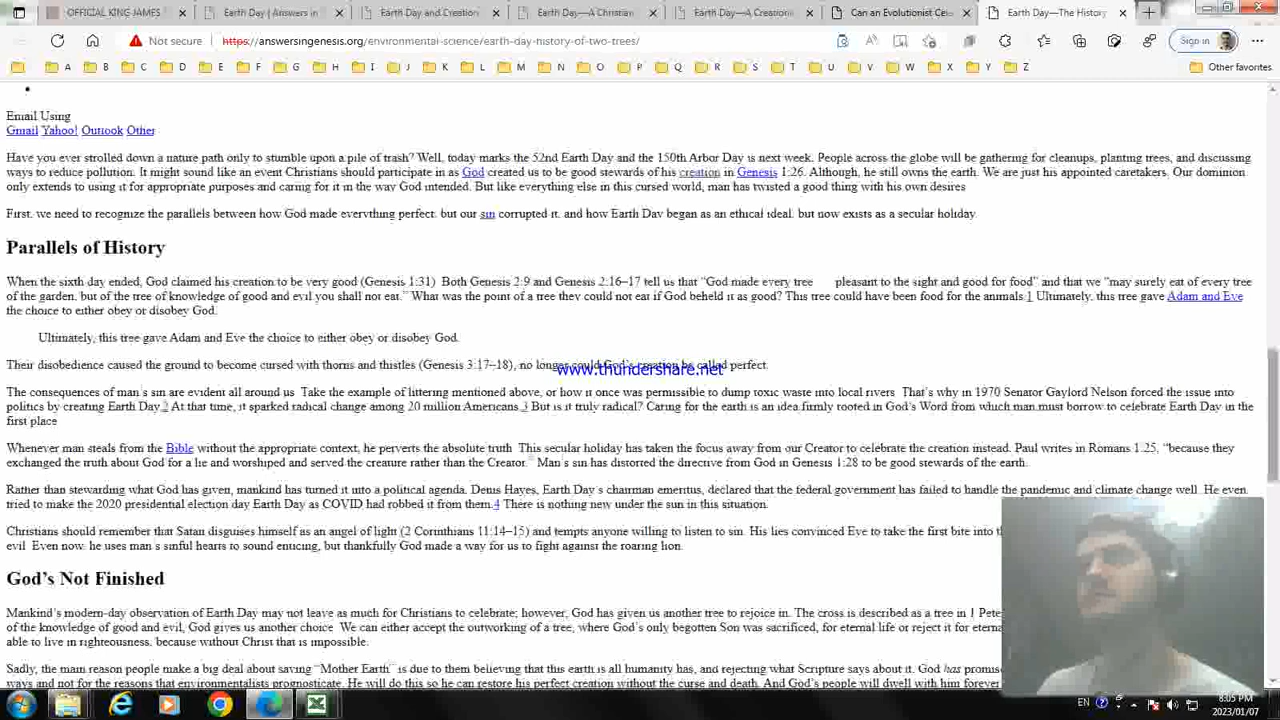 OFFICIAL KING JAMES
Earth Day | Answers in
Earth Day and Creation
Earth Day—A Christian
Earth Day—A Creation
Can an Evolutionist Cel
Earth Day—The History
Not secure
https://answersingenesis.org/environmental-science/earth-day-history-of-two-trees/
Sign in
A B C D E F G H I J K L M N O P Q R S T U V W X Y Z Other favorites
Email Using
Gmail Yahoo! Outlook Other
Have you ever strolled down a nature path only to stumble upon a pile of trash? Well, today marks the 52nd Earth Day and the 150th Arbor Day is next week. People across the globe will be gathering for cleanups, planting trees, and discussing
ways to reduce pollution. It might sound like an event Christians should participate in as God created us to be good stewards of his creation in Genesis 1:26. Although, he still owns the earth. We are just his appointed caretakers. Our dominion
only extends to using it for appropriate purposes and caring for it in the way God intended. But like everything else in this cursed world, man has twisted a good thing with his own desires
First, we need to recognize the parallels between how God made everything perfect, but our sin corrupted it, and how Earth Day began as an ethical ideal, but now exists as a secular holiday.
Parallels of History
When the sixth day ended, God claimed his creation to be very good (Genesis 1:31) Both Genesis 2:9 and Genesis 2:16–17 tell us that “God made every tree pleasant to the sight and good for food” and that we “may surely eat of every tree
of the garden, but of the tree of knowledge of good and evil you shall not eat.” What was the point of a tree they could not eat if God beheld it as good? This tree could have been food for the animals.1 Ultimately, this tree gave Adam and Eve
the choice to either obey or disobey God.
Ultimately, this tree gave Adam and Eve the choice to either obey or disobey God.
Their disobedience caused the ground to become cursed with thorns and thistles (Genesis 3:17–18), no longer could God's creation be called perfect.
www.thundershare.net
The consequences of man's sin are evident all around us Take the example of littering mentioned above, or how it once was permissible to dump toxic waste into local rivers That's why in 1970 Senator Gaylord Nelson forced the issue into
politics by creating Earth Day.2 At that time, it sparked radical change among 20 million Americans.3 But is it truly radical? Caring for the earth is an idea firmly rooted in God's Word from which man must borrow to celebrate Earth Day in the
first place
Whenever man steals from the Bible without the appropriate context, he perverts the absolute truth This secular holiday has taken the focus away from our Creator to celebrate the creation instead. Paul writes in Romans 1:25, “because they
exchanged the truth about God for a lie and worshiped and served the creature rather than the Creator.” Man's sin has distorted the directive from God in Genesis 1:28 to be good stewards of the earth.
Rather than stewarding what God has given, mankind has turned it into a political agenda. Denis Hayes, Earth Day's chairman emeritus, declared that the federal government has failed to handle the pandemic and climate change well. He even
tried to make the 2020 presidential election day Earth Day as COVID had robbed it from them.4 There is nothing new under the sun in this situation.
Christians should remember that Satan disguises himself as an angel of light (2 Corinthians 11:14–15) and tempts anyone willing to listen to sin. His lies convinced Eve to take the first bite into th
evil Even now, he uses man's sinful hearts to sound enticing, but thankfully God made a way for us to fight against the roaring lion.
God's Not Finished
Mankind's modern-day observation of Earth Day may not leave as much for Christians to celebrate; however, God has given us another tree to rejoice in. The cross is described as a tree in 1 Pete
of the knowledge of good and evil, God gives us another choice We can either accept the outworking of a tree, where God's only begotten Son was sacrificed, for eternal life or reject it for eterna
able to live in righteousness, because without Christ that is impossible.
Sadly, the main reason people make a big deal about saving “Mother Earth” is due to them believing that this earth is all humanity has, and rejecting what Scripture says about it. God has promis
ways and not for the reasons that environmentalists prognosticate. He will do this so he can restore his perfect creation without the curse and death. And God's people will dwell with him forever
EN
8:05 PM
2023/01/07